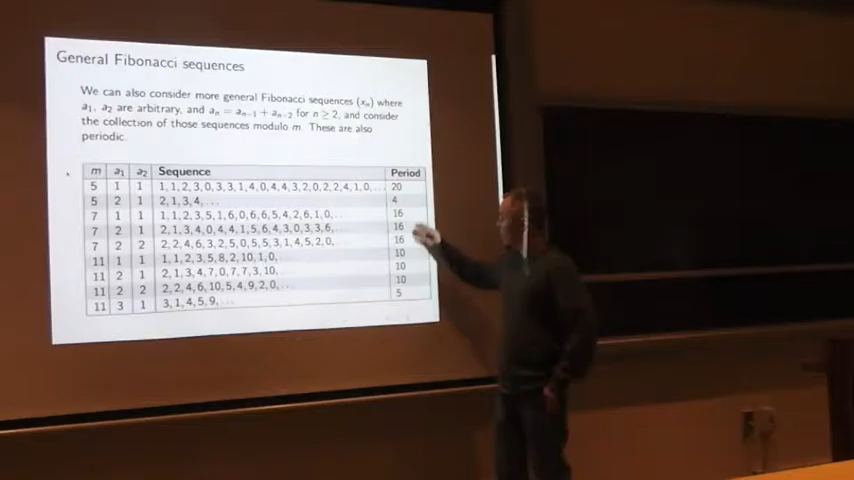 General Fibonacci sequences
We can also consider more general Fibonacci sequences (xₙ) where
a₁, a₂ are arbitrary, and aₙ = aₙ₋₁ + aₙ₋₂ for n ≥ 2, and consider
the collection of those sequences modulo m. These are also
periodic.
m a₁ a₂ Sequence Period
5 1 1 1,1,2,3,0,3,3,1,4,0,4,4,3,2,0,2,2,4,1,0,... 20
5 2 1 2,1,3,4,... 4
7 1 1 1,1,2,3,5,1,6,0,6,6,5,4,2,6,1,0,... 16
7 2 1 2,1,3,4,0,4,4,1,5,6,4,3,0,3,3,6,... 16
7 2 2 2,2,4,6,3,2,5,0,5,5,3,1,4,5,2,0,... 16
11 1 1 1,1,2,3,5,8,2,10,1,0,... 10
11 2 1 2,1,3,4,7,0,7,7,3,10,... 10
11 2 2 2,2,4,6,10,5,4,9,2,0,... 10
11 3 1 3,1,4,5,9,... 5